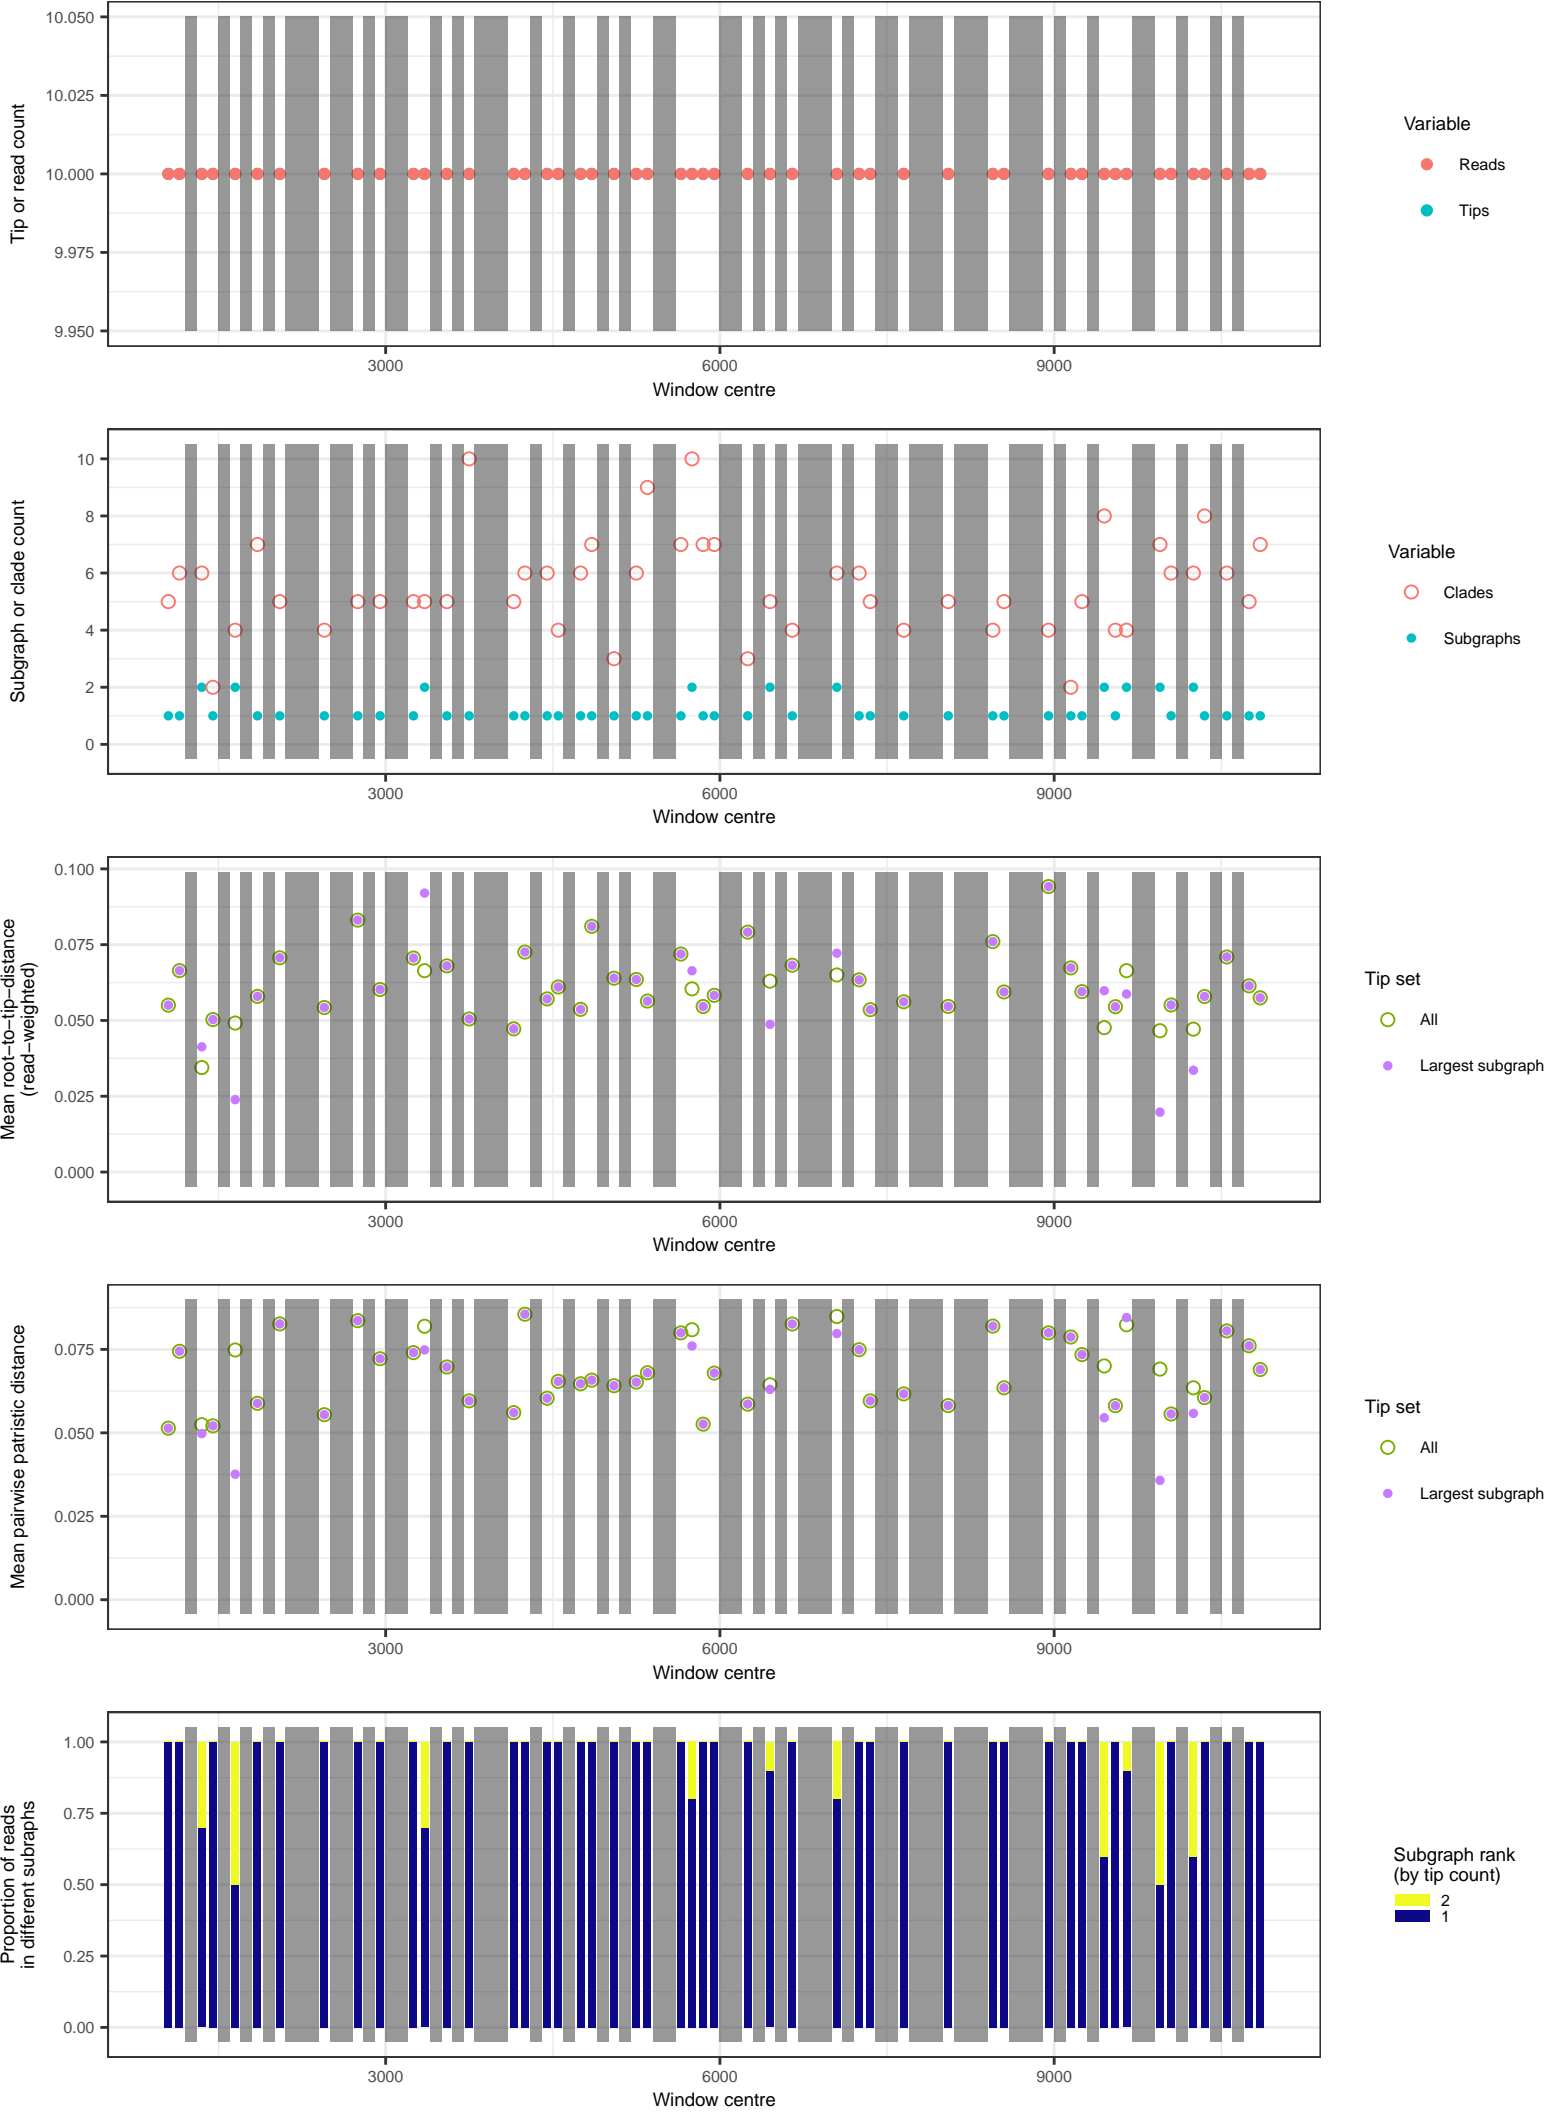 10.050
10.025
10.000
9.975
9.950
Tip or read count
3000
6000
9000
Window centre
Variable
Reads
Tips
10
8
6
4
2
0
Subgraph or clade count
3000
6000
9000
Window centre
Variable
Clades
Subgraphs
0.100
0.075
0.050
0.025
0.000
Mean root−to−tip−distance
(read−weighted)
3000
6000
9000
Window centre
Tip set
All
Largest subgraph
0.075
0.050
0.025
0.000
Mean pairwise patristic distance
3000
6000
9000
Window centre
Tip set
All
Largest subgraph
1.00
0.75
0.50
0.25
0.00
Proportion of reads
in different subraphs
3000
6000
9000
Window centre
Subgraph rank
(by tip count)
2
1